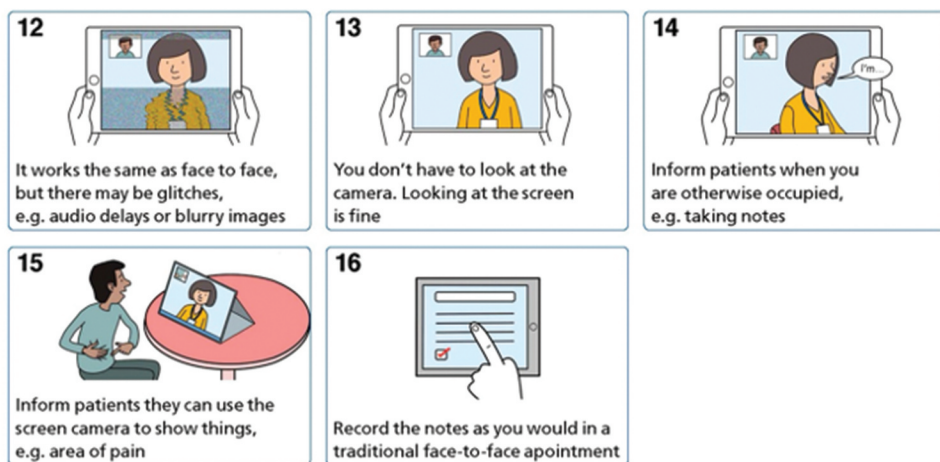 12
It works the same as face to face,
but there may be glitches,
e.g. audio delays or blurry images
13
You don't have to look at the
camera. Looking at the screen
is fine
14
I'm...
Inform patients when you
are otherwise occupied,
e.g. taking notes
15
Inform patients they can use the
screen camera to show things,
e.g. area of pain
16
Record the notes as you would in a
traditional face-to-face apointment